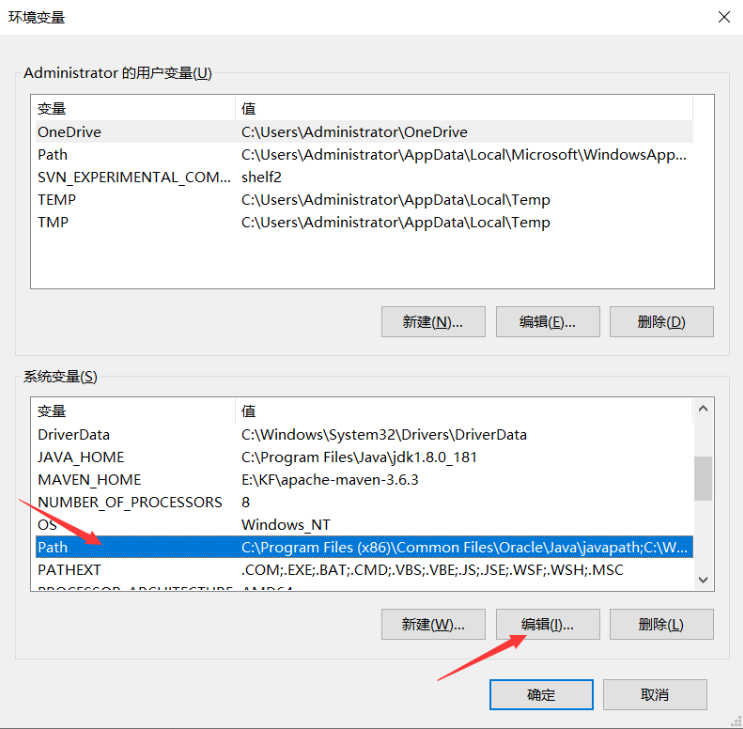 环境变量
Administrator 的用户变量(U)
变量 值
OneDrive C:\Users\Administrator\OneDrive
Path C:\Users\Administrator\AppData\Local\Microsoft\WindowsApp...
SVN_EXPERIMENTAL_COM... shelf2
TEMP C:\Users\Administrator\AppData\Local\Temp
TMP C:\Users\Administrator\AppData\Local\Temp
新建(N)... 编辑(E)... 删除(D)
系统变量(S)
变量 值
DriverData C:\Windows\System32\Drivers\DriverData
JAVA_HOME C:\Program Files\Java\jdk1.8.0_181
MAVEN_HOME E:\KF\apache-maven-3.6.3
NUMBER_OF_PROCESSORS 8
OS Windows_NT
Path C:\Program Files (x86)\Common Files\Oracle\Java\javapath;C:\W...
PATHEXT .COM;.EXE;.BAT;.CMD;.VBS;.VBE;.JS;.JSE;.WSF;.WSH;.MSC
PROCESSOR_ARCHITECTURE AMD64
新建(W)... 编辑(I)... 删除(L)
确定 取消